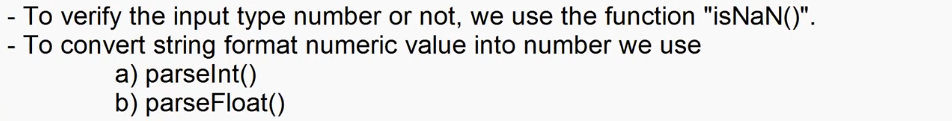 - To verify the input type number or not, we use the function "isNaN()".
- To convert string format numeric value into number we use
a) parseInt()
b) parseFloat()